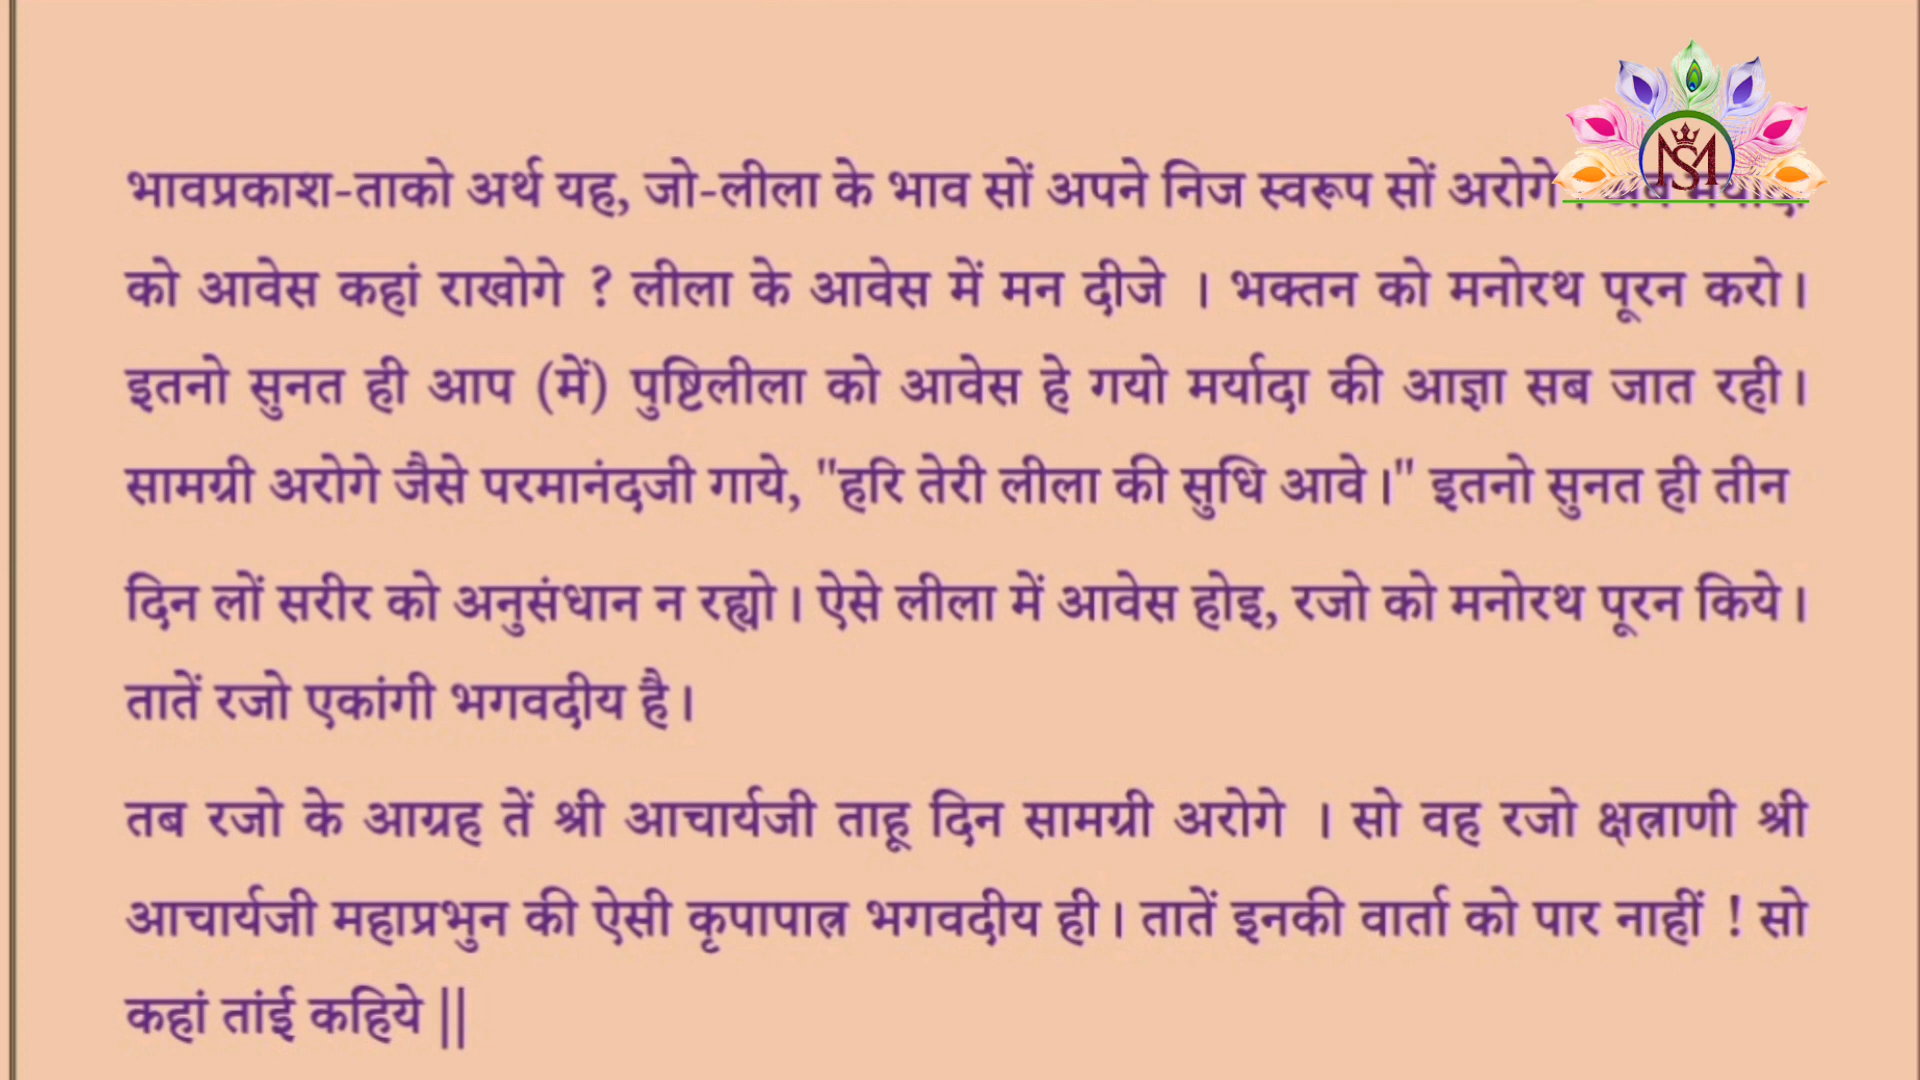 भावप्रकाश-ताको अर्थ यह, जो-लीला के भाव सों अपने निज स्वरूप सों अरोगे
को आवेस कहां राखोगे ? लीला के आवेस में मन दीजे । भक्तन को मनोरथ पूरन करो।
इतनो सुनत ही आप (में) पुष्टिलीला को आवेस हे गयो मर्यादा की आज्ञा सब जात रही।
सामग्री अरोगे जैसे परमानंदजी गाये, "हरि तेरी लीला की सुधि आवे।" इतनो सुनत ही तीन
दिन लों सरीर को अनुसंधान न रह्यो। ऐसे लीला में आवेस होइ, रजो को मनोरथ पूरन किये।
तातें रजो एकांगी भगवदीय है।
तब रजो के आग्रह तें श्री आचार्यजी ताहू दिन सामग्री अरोगे । सो वह रजो क्षत्राणी श्री
आचार्यजी महाप्रभुन की ऐसी कृपापात्र भगवदीय ही। तातें इनकी वार्ता को पार नाहीं ! सो
कहां तांई कहिये ||